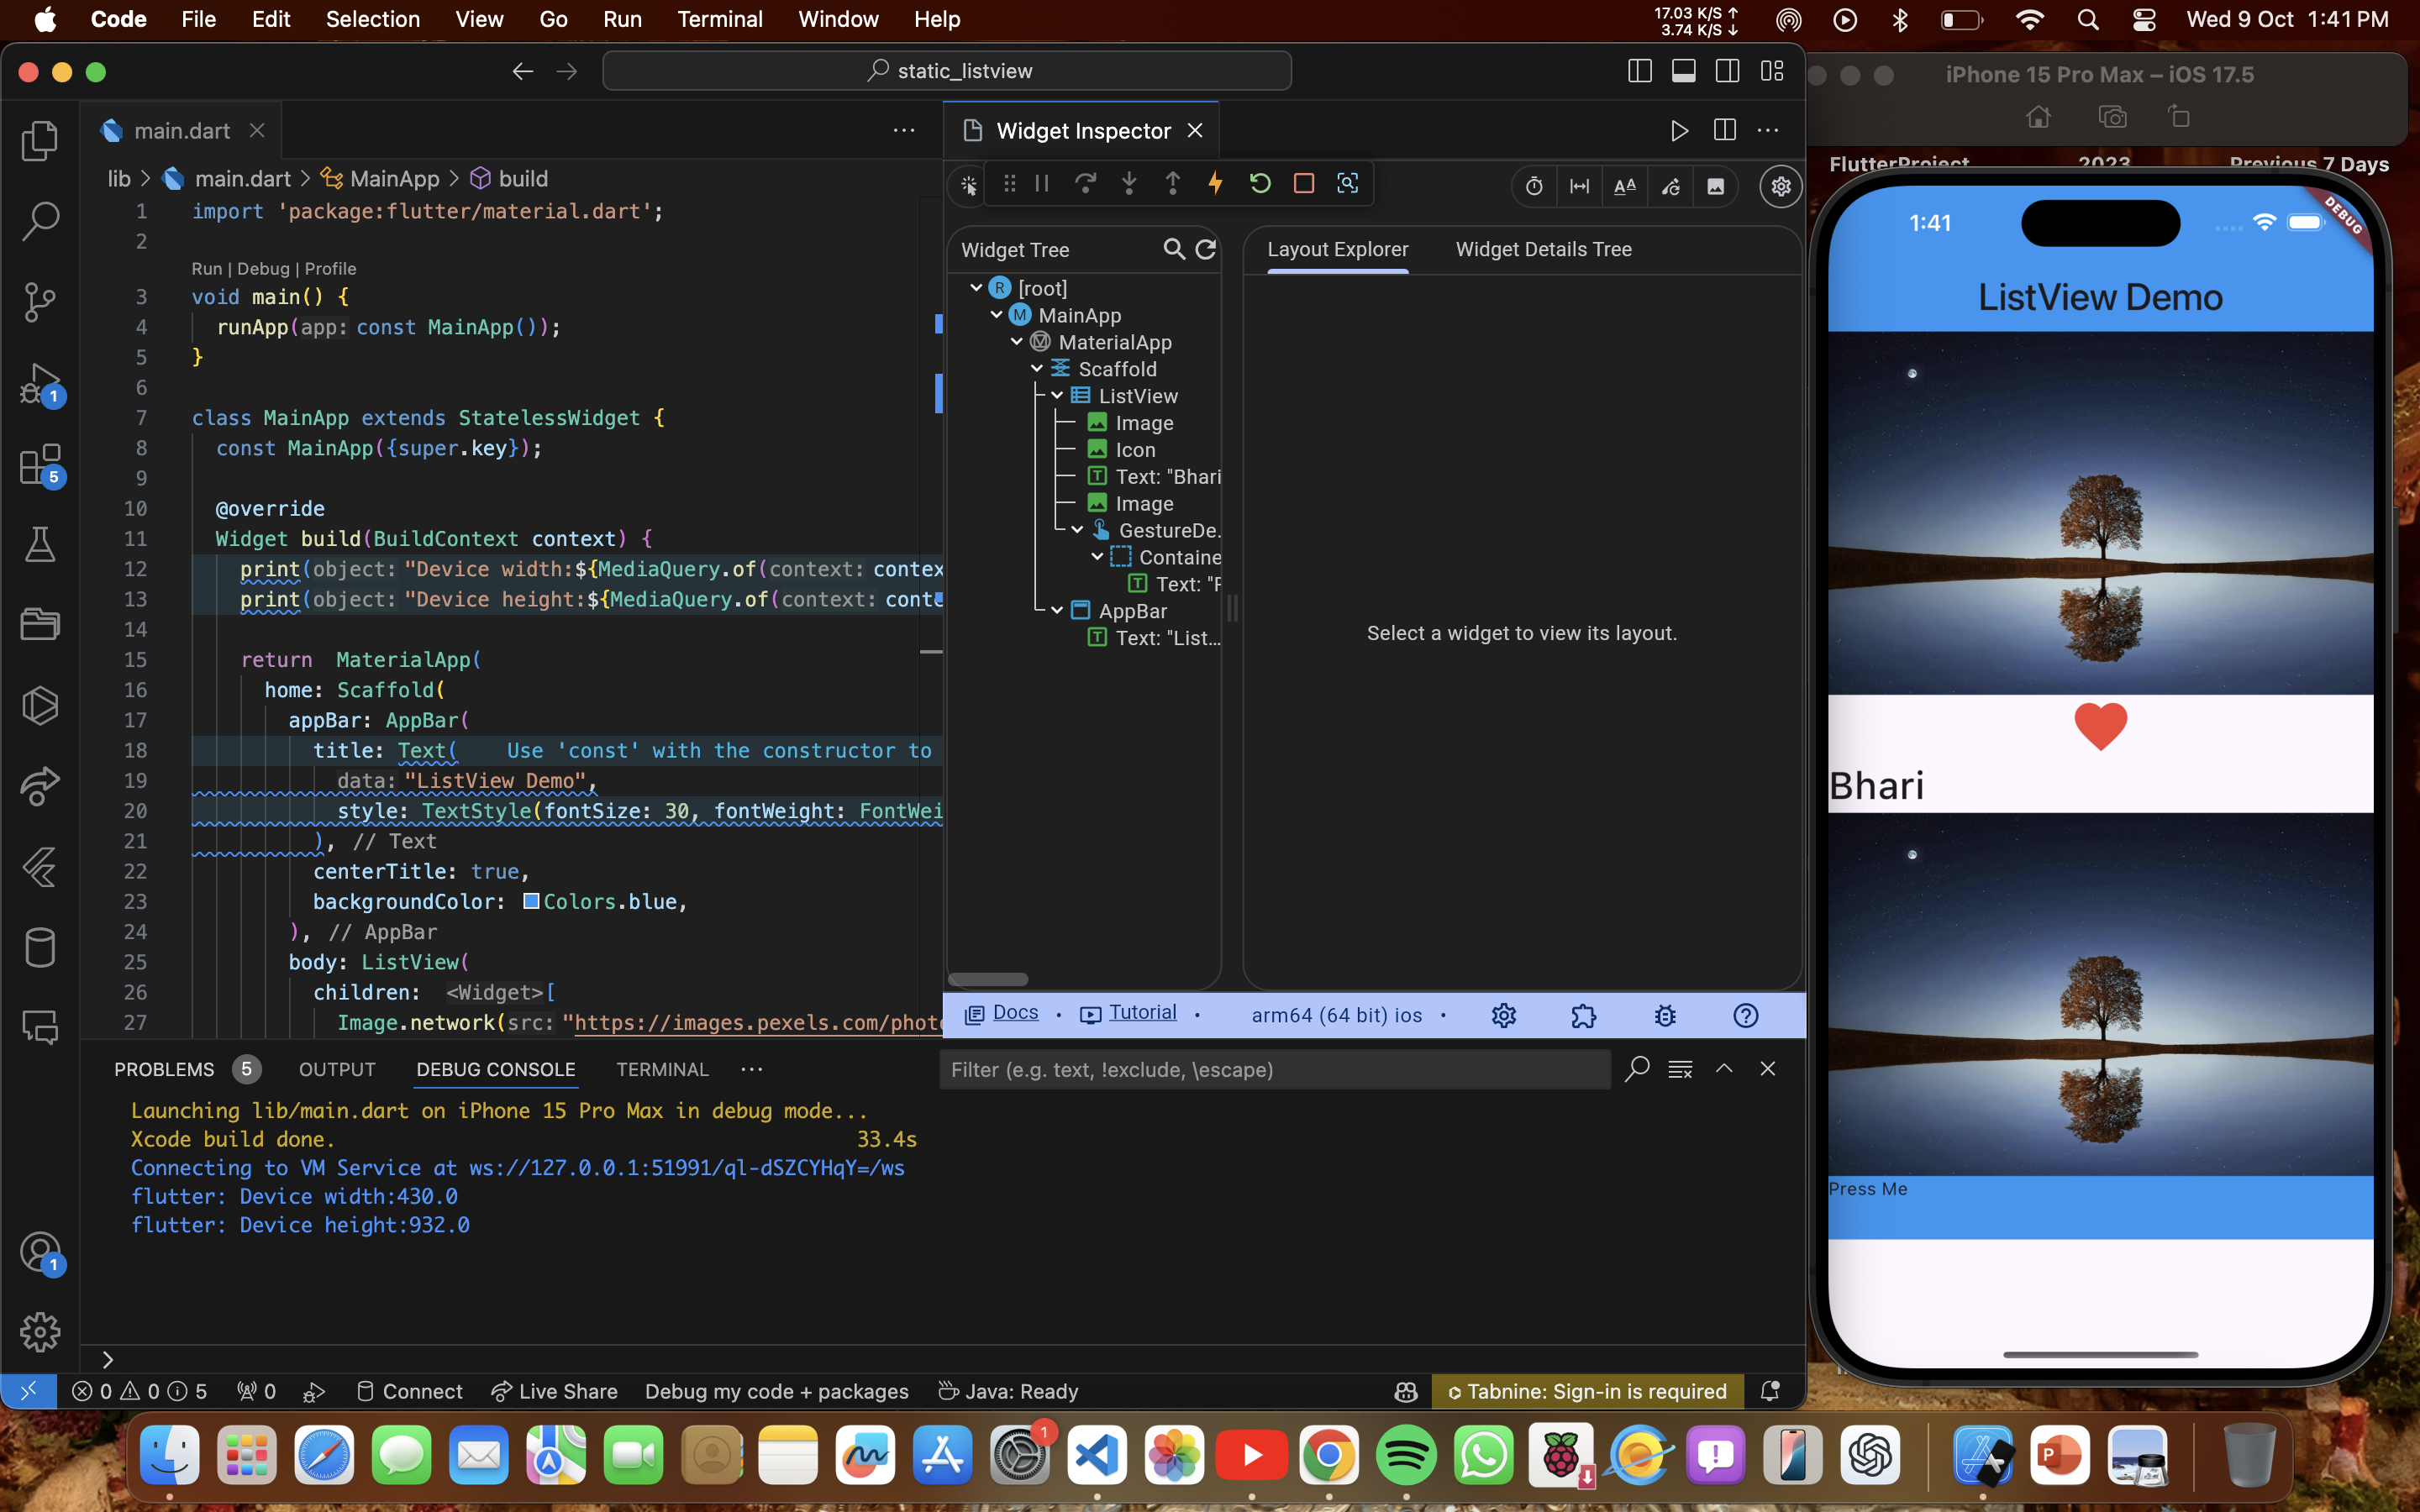 Code File Edit Selection View Go Run Terminal Window Help
17.03 K/S ↑
3.74 K/S ↓
Wed 9 Oct 1:41 PM
static_listview
main.dart
lib > main.dart > MainApp > build
1 import 'package:flutter/material.dart';
2
Run | Debug | Profile
3 void main() {
4 runApp(app: const MainApp());
5 }
6
7 class MainApp extends StatelessWidget {
8 const MainApp({super.key});
9
10 @override
11 Widget build(BuildContext context) {
12 print(object: "Device width:${MediaQuery.of(context: contex
13 print(object: "Device height:${MediaQuery.of(context: conte
14
15 return MaterialApp(
16 home: Scaffold(
17 appBar: AppBar(
18 title: Text( Use 'const' with the constructor to
19 data: "ListView Demo",
20 style: TextStyle(fontSize: 30, fontWeight: FontWei
21 ), // Text
22 centerTitle: true,
23 backgroundColor: Colors.blue,
24 ), // AppBar
25 body: ListView(
26 children: <Widget>[
27 Image.network(src: "https://images.pexels.com/photo
Widget Inspector
Widget Tree
[root]
MainApp
MaterialApp
Scaffold
ListView
Image
Icon
Text: "Bhari
Image
GestureDe...
Containe
Text: "F
AppBar
Text: "List...
Layout Explorer Widget Details Tree
Select a widget to view its layout.
Docs • Tutorial • arm64 (64 bit) ios •
PROBLEMS 5 OUTPUT DEBUG CONSOLE TERMINAL ...
Filter (e.g. text, !exclude, \escape)
Launching lib/main.dart on iPhone 15 Pro Max in debug mode...
Xcode build done. 33.4s
Connecting to VM Service at ws://127.0.0.1:51991/ql-dSZCYHqY=/ws
flutter: Device width:430.0
flutter: Device height:932.0
0 0 5 0 Connect Live Share Debug my code + packages Java: Ready
Tabnine: Sign-in is required
iPhone 15 Pro Max – iOS 17.5
FlutterProject 2023 Previous 7 Days
1:41
DEBUG
ListView Demo
Bhari
Press Me